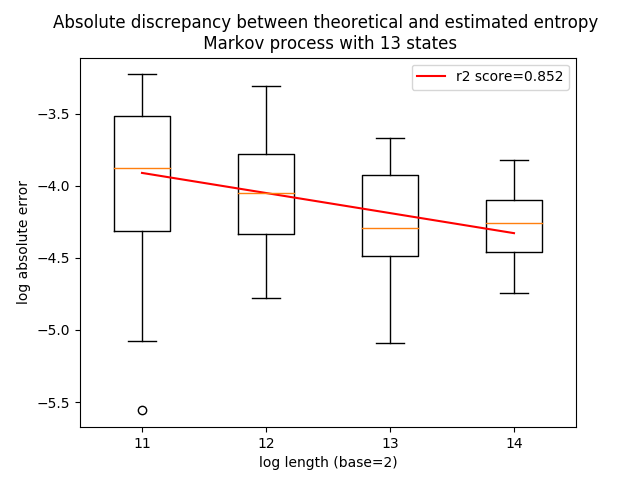 Absolute discrepancy between theoretical and estimated entropy
Markov process with 13 states
r2 score=0.852
−3.5
−4.0
−4.5
−5.0
−5.5
log absolute error
11 12 13 14
log length (base=2)